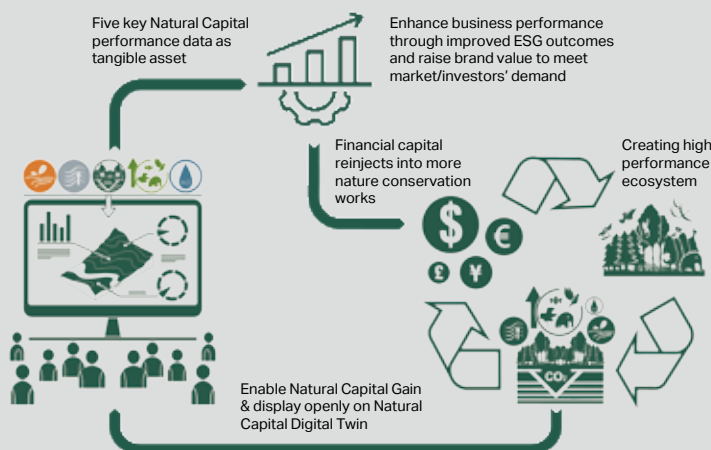 Five key Natural Capital
performance data as
tangible asset
Enhance business performance
through improved ESG outcomes
and raise brand value to meet
market/investors' demand
Financial capital
reinjects into more
nature conservation
works
Creating high
performance
ecosystem
$
€
£
¥
CO₂
Enable Natural Capital Gain
& display openly on Natural
Capital Digital Twin